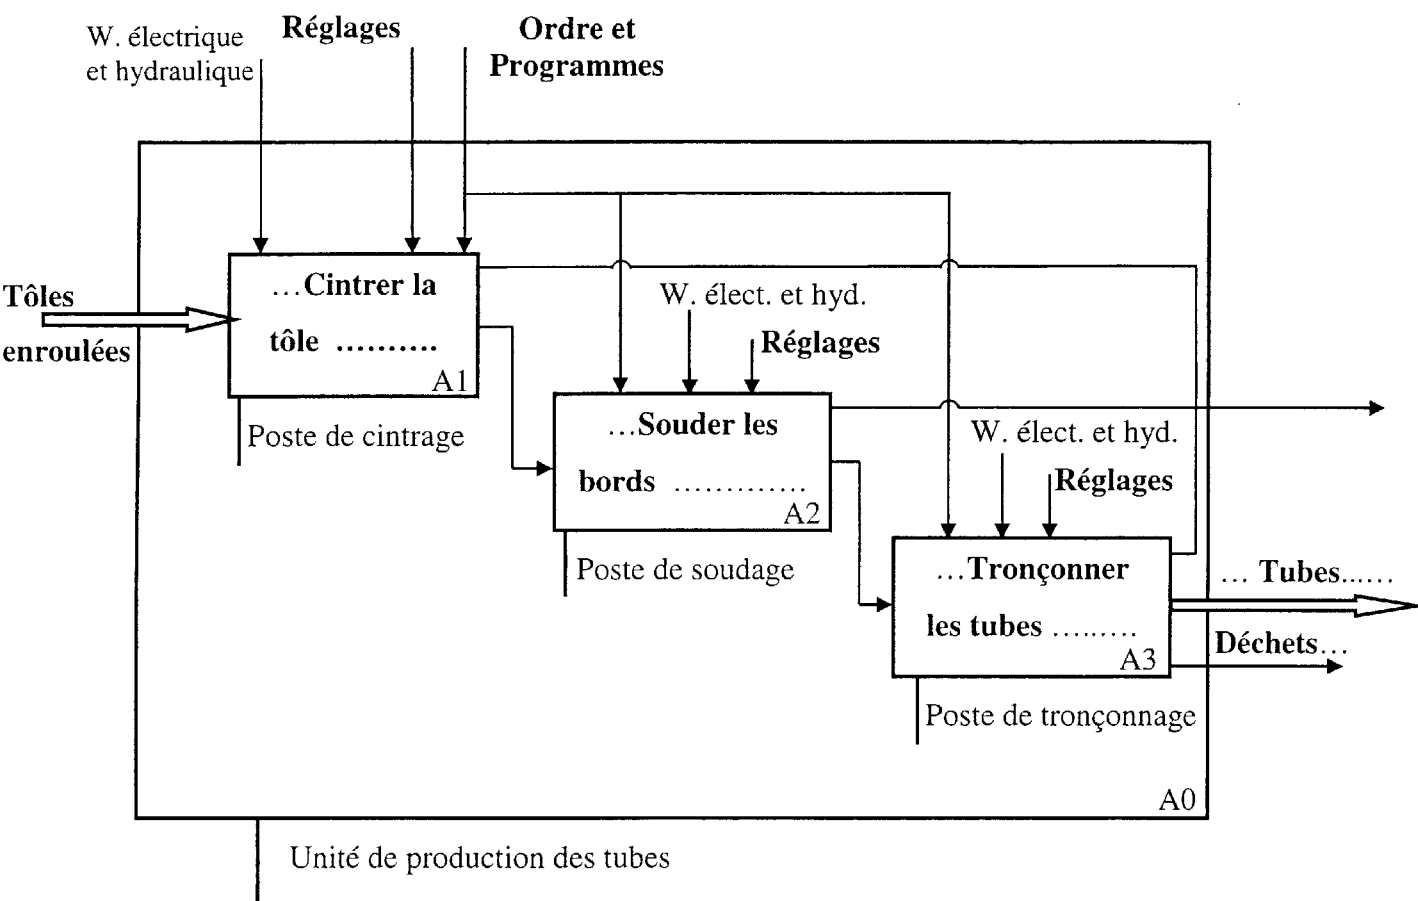 W. électrique
et hydraulique
Réglages
Ordre et
Programmes
Tôles
enroulées
...Cintrer la
tôle ..........
A1
Poste de cintrage
W. élect. et hyd.
Réglages
...Souder les
bords .............
A2
Poste de soudage
W. élect. et hyd.
Réglages
...Tronçonner
les tubes .........
A3
Poste de tronçonnage
... Tubes......
Déchets...
A0
Unité de production des tubes